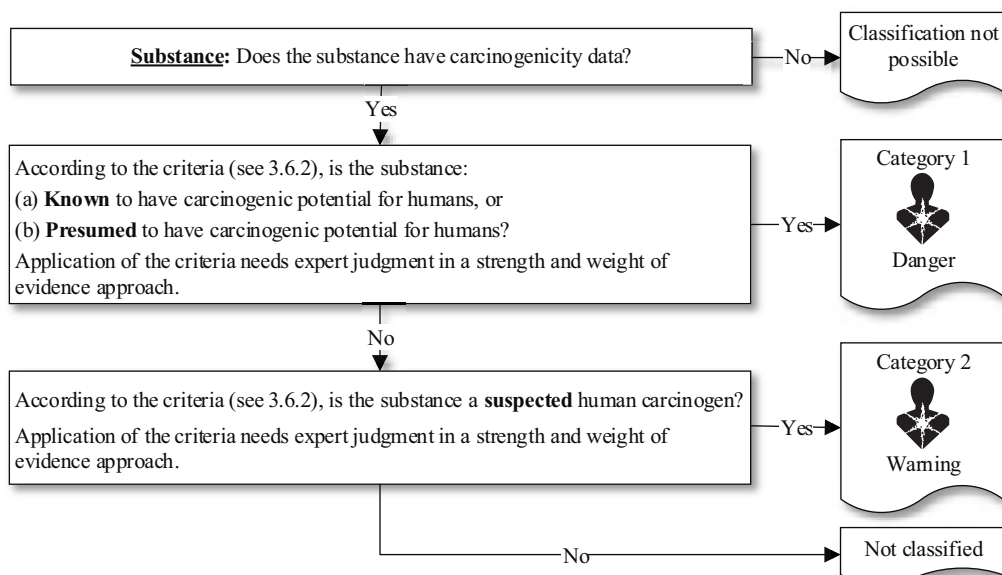 Substance: Does the substance have carcinogenicity data?
No
Classification not
possible
Yes
According to the criteria (see 3.6.2), is the substance:
(a) Known to have carcinogenic potential for humans, or
(b) Presumed to have carcinogenic potential for humans?
Application of the criteria needs expert judgment in a strength and weight of
evidence approach.
Yes
Category 1
Danger
No
According to the criteria (see 3.6.2), is the substance a suspected human carcinogen?
Application of the criteria needs expert judgment in a strength and weight of
evidence approach.
Yes
Category 2
Warning
No
Not classified